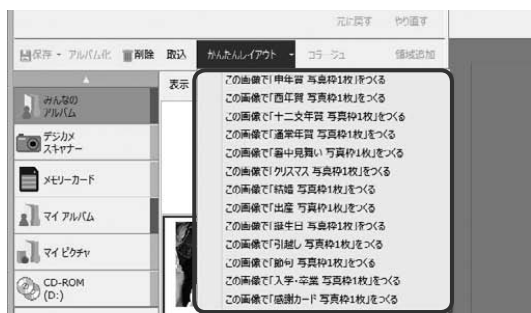 元に戻す やり直す
保存 アルバム化 削除 取込 かんたんレイアウト コラージュ 領域追加
表示
みんなの
アルバム
デジカメ
スキャナー
メモリーカード
マイ アルバム
マイ ピクチャ
CD-ROM
(D:)
この画像で「申年賀 写真枠1枚」をつくる
この画像で「酉年賀 写真枠1枚」をつくる
この画像で「十二支年賀 写真枠1枚」をつくる
この画像で「通常年賀 写真枠1枚」をつくる
この画像で「暑中見舞い 写真枠1枚」をつくる
この画像で「クリスマス 写真枠1枚」をつくる
この画像で「結婚 写真枠1枚」をつくる
この画像で「出産 写真枠1枚」をつくる
この画像で「誕生日 写真枠1枚」をつくる
この画像で「引越し 写真枠1枚」をつくる
この画像で「節句 写真枠1枚」をつくる
この画像で「入学・卒業 写真枠1枚」をつくる
この画像で「感謝カード 写真枠1枚」をつくる